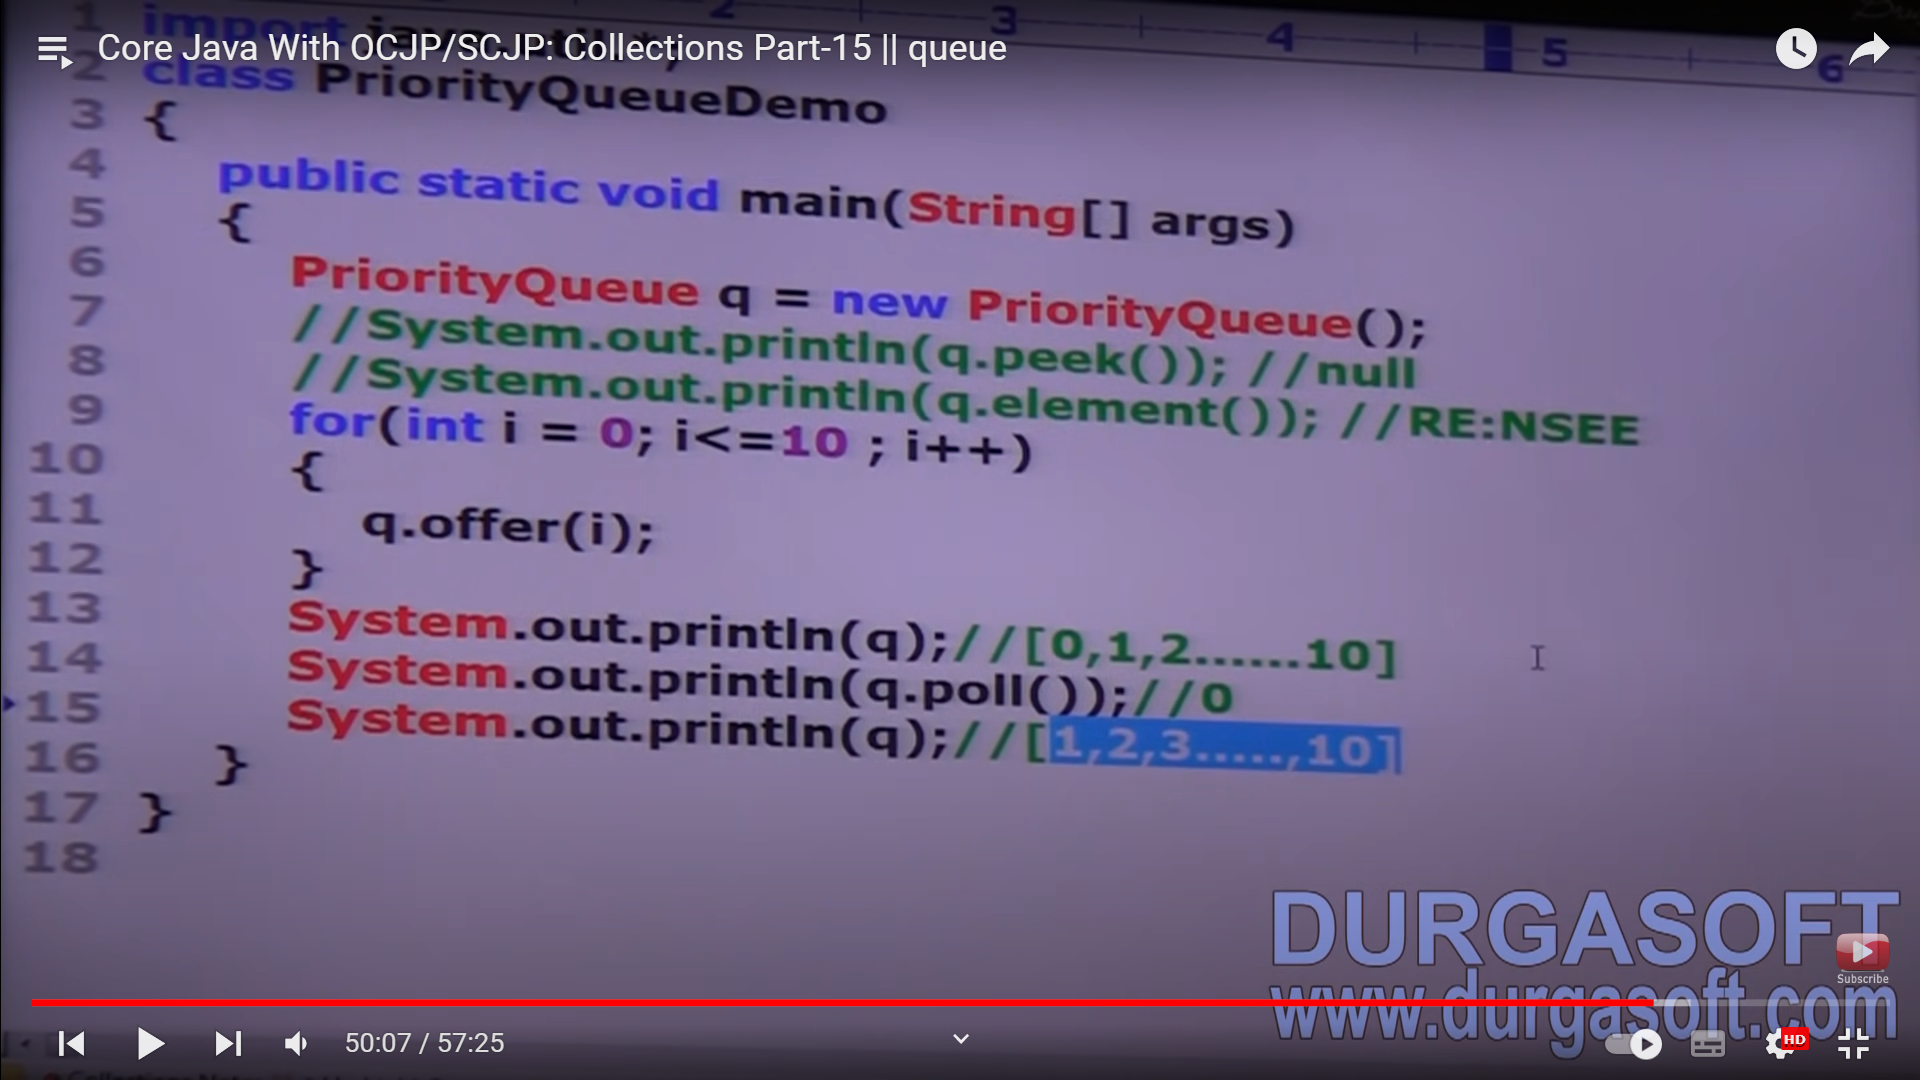 Core Java With OCJP/SCJP: Collections Part-15 || queue
2 3 4 5 6
1 import java.util.*;
2 class PriorityQueueDemo
3 {
4 public static void main(String[] args)
5 {
6 PriorityQueue q = new PriorityQueue();
7 //System.out.println(q.peek()); //null
8 //System.out.println(q.element()); //RE:NSEE
9 for(int i = 0; i<=10 ; i++)
10 {
11 q.offer(i);
12 }
13 System.out.println(q);//[0,1,2......10]
14 System.out.println(q.poll());//0
15 System.out.println(q);//[1,2,3.....,10]
16 }
17 }
18
DURGASOFT
Subscribe
www.durgasoft.com
50:07 / 57:25
HD